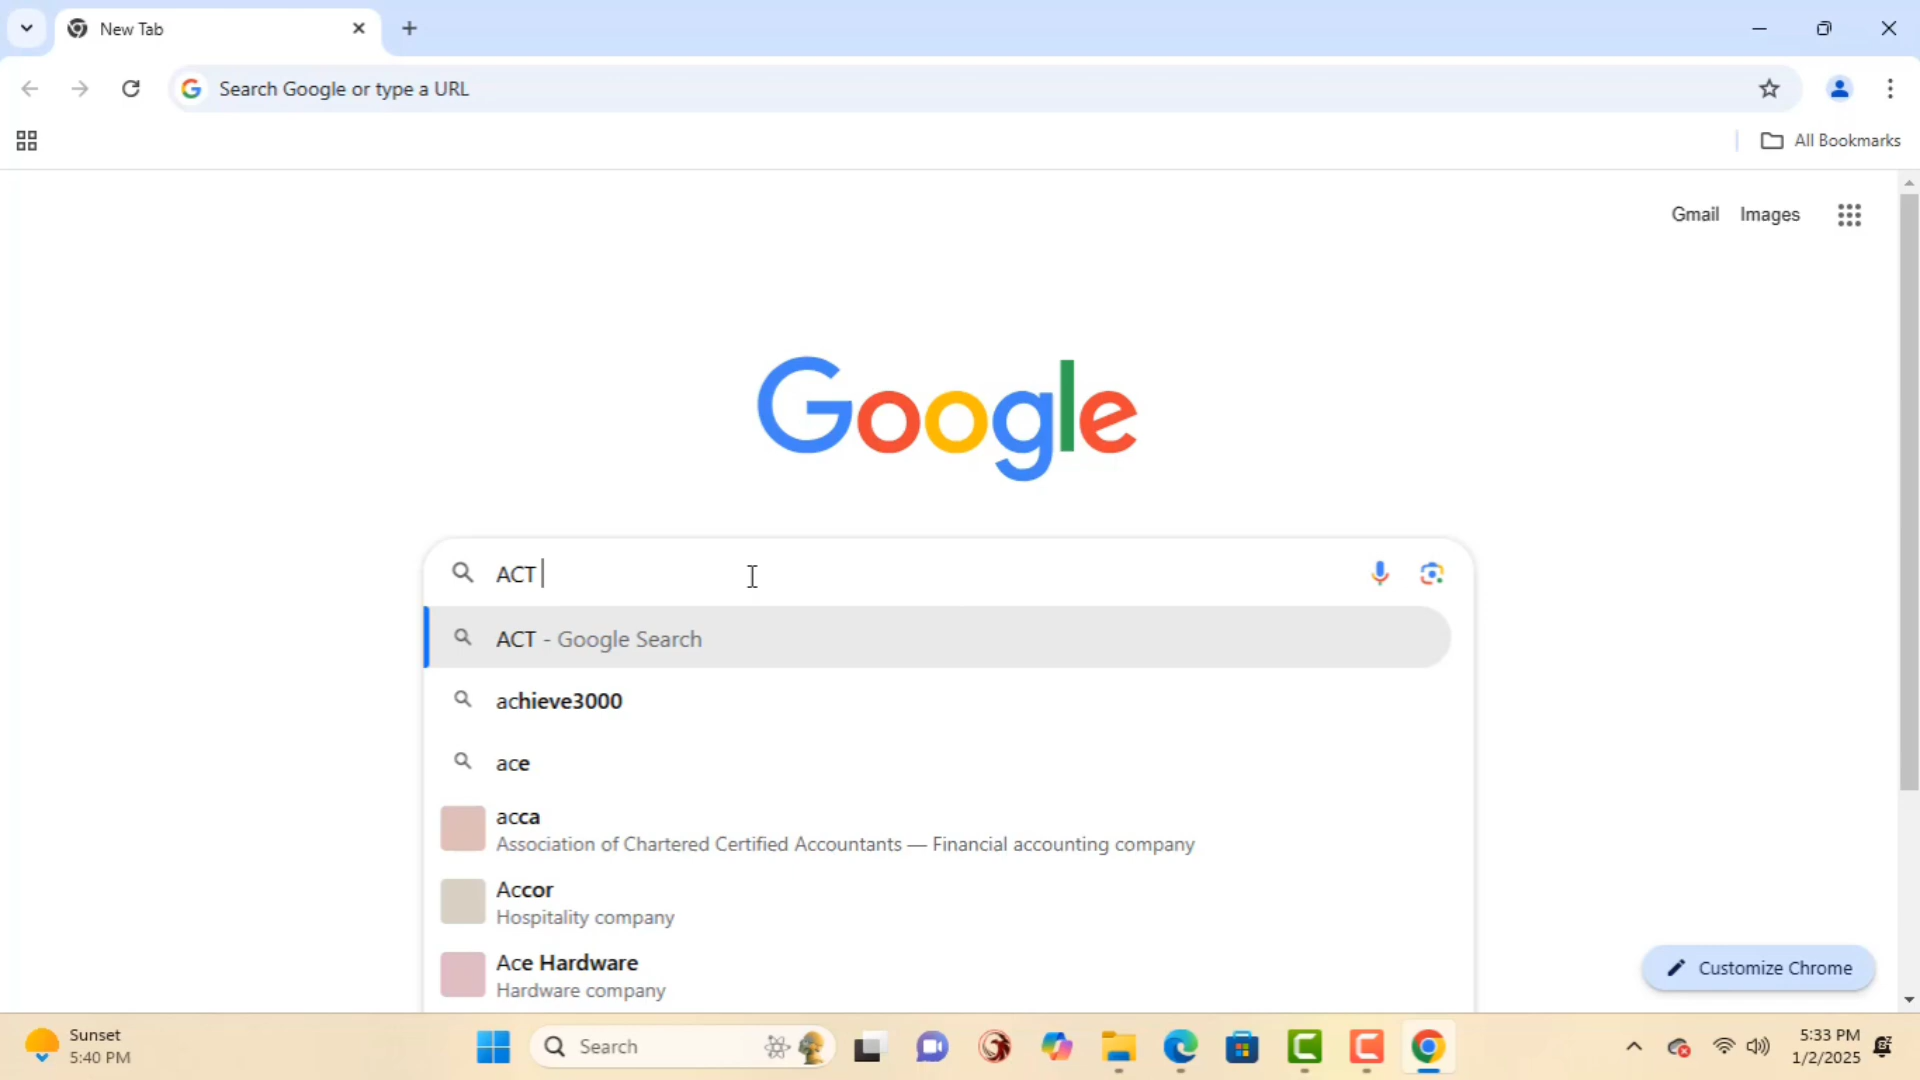 New Tab
Search Google or type a URL
All Bookmarks
Gmail Images
Google
ACT
ACT - Google Search
achieve3000
ace
acca
Association of Chartered Certified Accountants — Financial accounting company
Accor
Hospitality company
Ace Hardware
Hardware company
Customize Chrome
Sunset
5:40 PM
Search
5:33 PM
1/2/2025